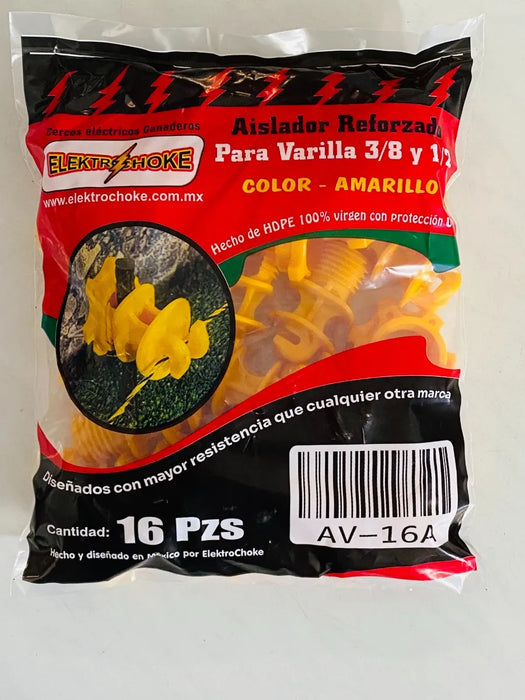 Cercos eléctricos Ganaderos
ELEKTROCHOKE
www.elektrochoke.com.mx
Aislador Reforzado
Para Varilla 3/8 y 1/2
COLOR - AMARILLO
Hecho de HDPE 100% virgen con protección
Diseñados con mayor resistencia que cualquier otra marca
Cantidad: 16 Pzs
Hecho y diseñado en México Por ElektroChoke
AV-16A